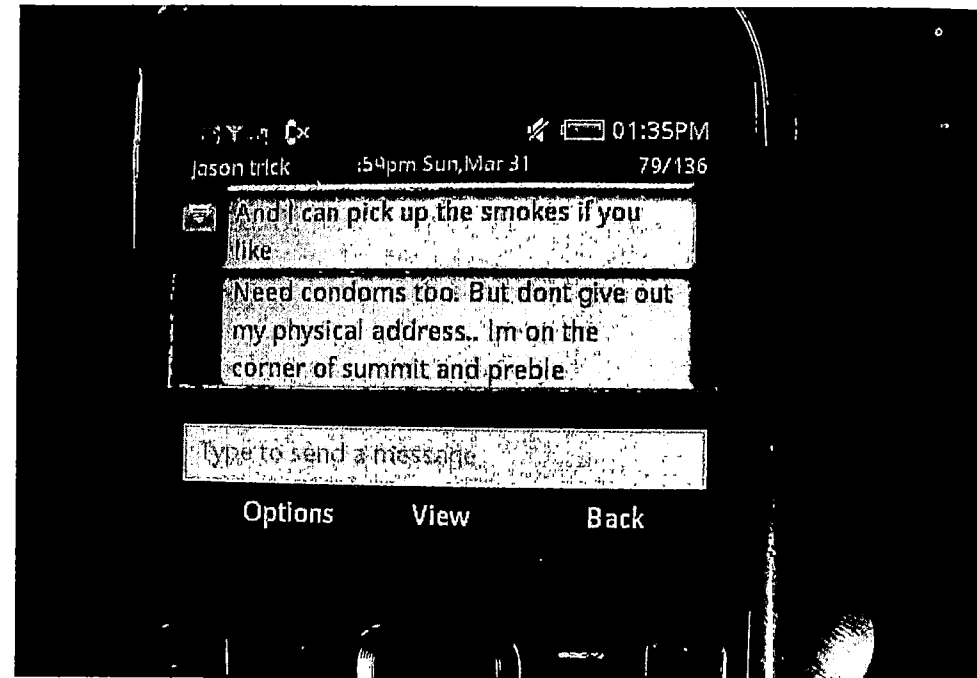 01:35PM
Jason trick :59pm Sun,Mar 31 79/136
And I can pick up the smokes if you
like
Need condoms too. But dont give out
my physical address.. Im on the
corner of summit and preble
Type to send a message
Options View Back